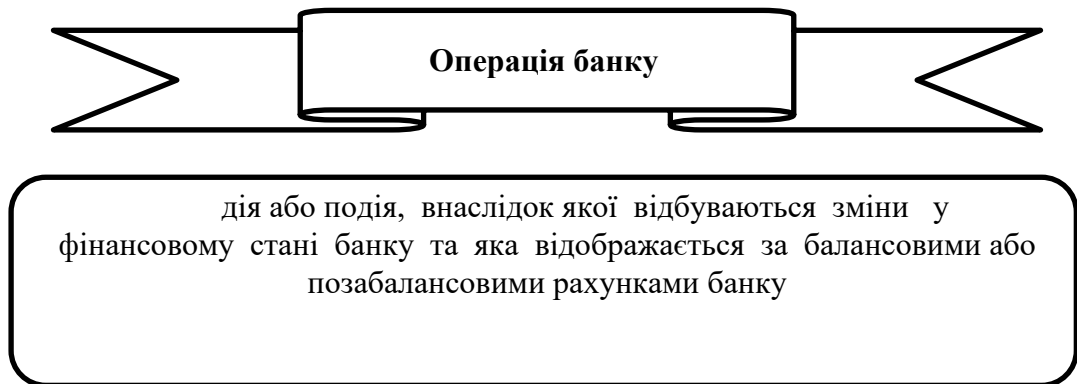 Операція банку
дія або подія, внаслідок якої відбуваються зміни у
фінансовому стані банку та яка відображається за балансовими або
позабалансовими рахунками банку